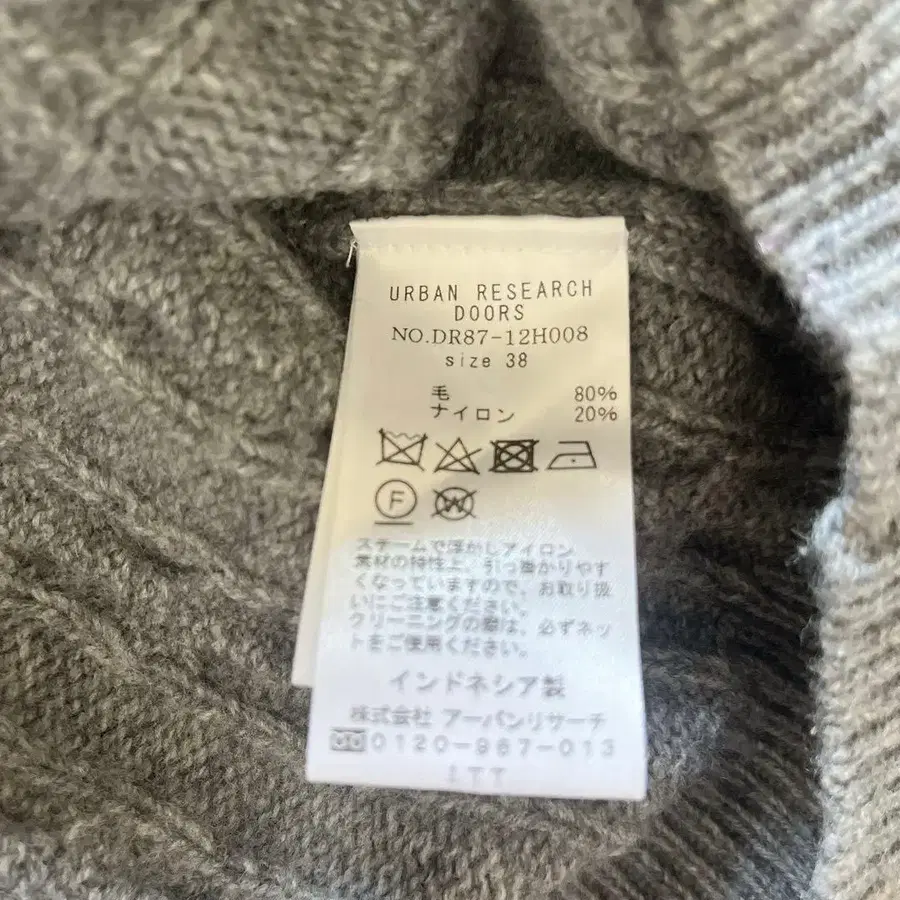 URBAN RESEARCH
DOORS
NO.DR87-12H008
size 38
毛 80%
ナイロン 20%
F W
スチームで浮かしアイロン
素材の特性上、引っ掛かりやす
くなっていますので、お取り扱
いにご注意ください。
クリーニングの際は、必ずネッ
トをご使用ください。
インドネシア製
株式会社 アーバンリサーチ
0120-987-013
ITT